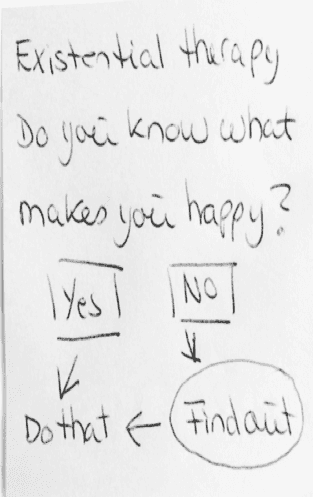 Existential therapy
Do you know what
makes you happy?
Yes NO
Do that ← Find out